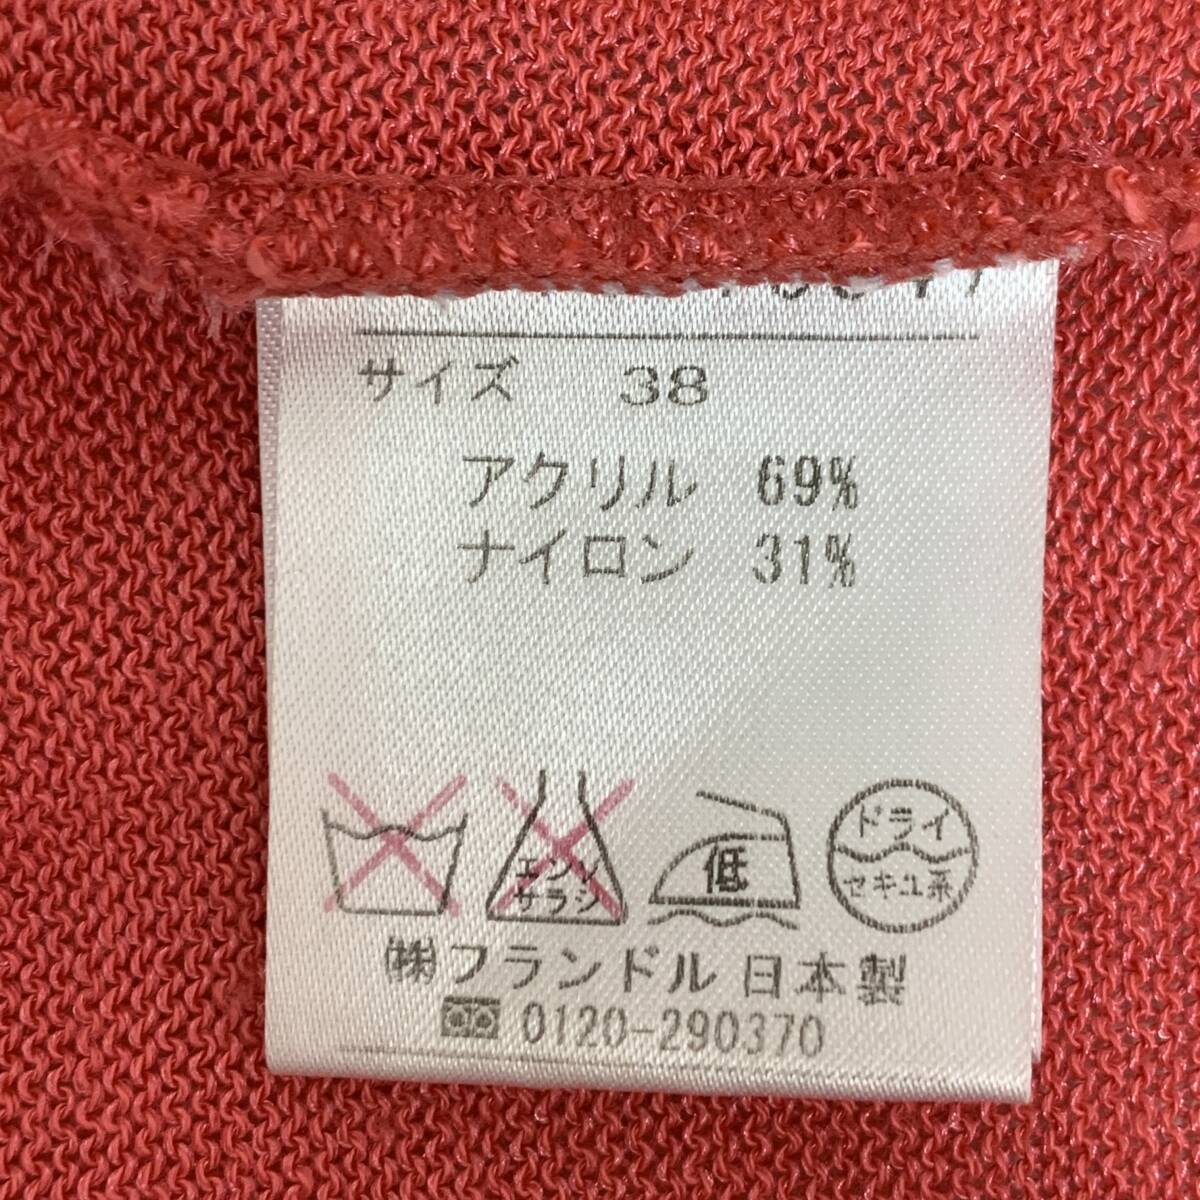 サイズ 38
アクリル 69%
ナイロン 31%
エンソ
サラシ
低
ドライ
セキユ系
㈱フランドル 日本製
0120-290370